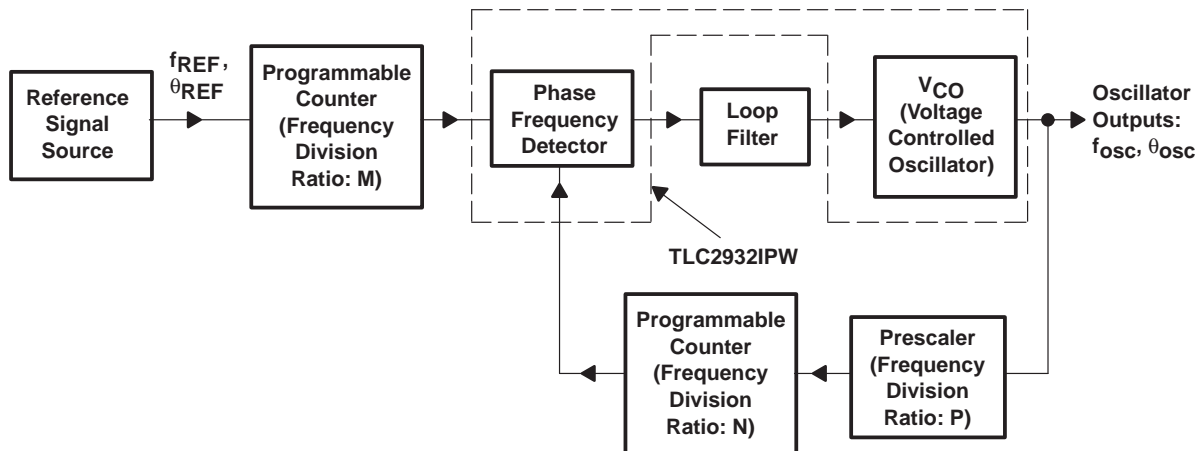 Reference
Signal
Source
fREF,
θREF
Programmable
Counter
(Frequency
Division
Ratio: M)
Phase
Frequency
Detector
Loop
Filter
VCO
(Voltage
Controlled
Oscillator)
Oscillator
Outputs:
fosc, θosc
TLC2932IPW
Programmable
Counter
(Frequency
Division
Ratio: N)
Prescaler
(Frequency
Division
Ratio: P)